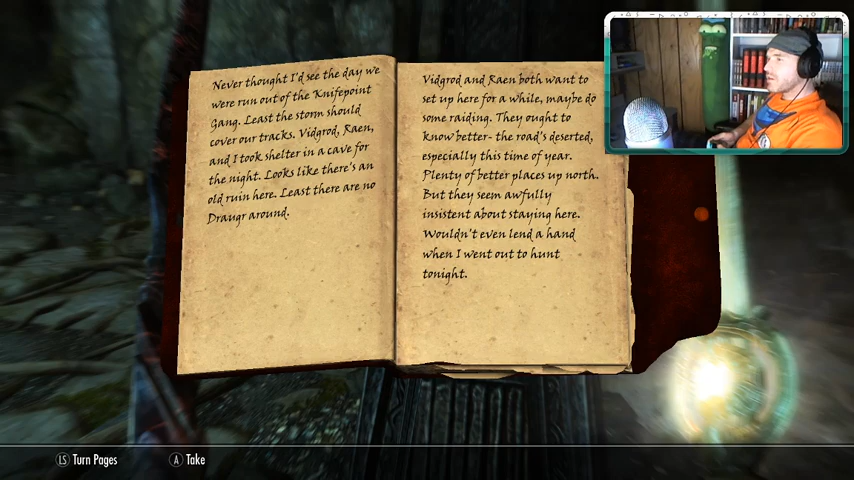 Never thought I'd see the day we
were run out of the Knifepoint
Gang. Least the storm should
cover our tracks. Vidgrod, Raen,
and I took shelter in a cave for
the night. Looks like there's an
old ruin here. Least there are no
Draugr around.
Vidgrod and Raen both want to
set up here for a while, maybe do
some raiding. They ought to
know better- the road's deserted,
especially this time of year.
Plenty of better places up north.
But they seem awfully
insistent about staying here.
Wouldn't even lend a hand
when I went out to hunt
tonight.
LS Turn Pages
A Take